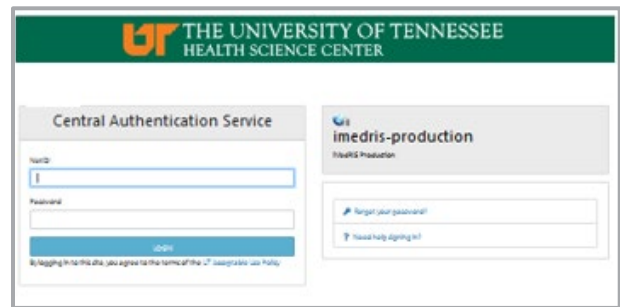 UT THE UNIVERSITY OF TENNESSEE
HEALTH SCIENCE CENTER
Central Authentication Service
NetID
Password
LOGIN
By logging in to this site, you agree to the terms of the UT Acceptable Use Policy
imedris-production
iMedRIS Production
Forgot your password?
Need help signing in?